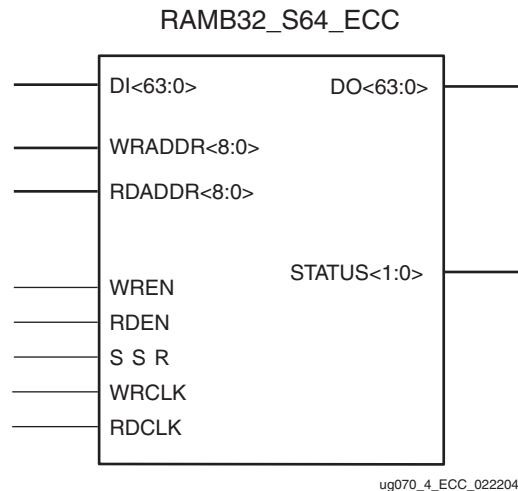 RAMB32_S64_ECC
DI<63:0>
DO<63:0>
WRADDR<8:0>
RDADDR<8:0>
STATUS<1:0>
WREN
RDEN
S S R
WRCLK
RDCLK
ug070_4_ECC_022204